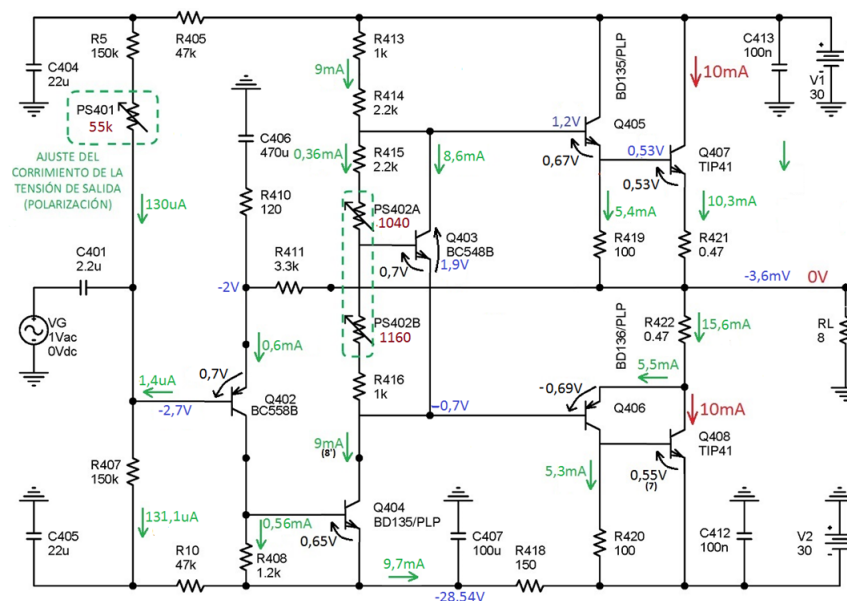 R5
150k
R405
47k
R413
1k
BD135/PLP
C413
100n
V1
30
C404
22u
9mA
10mA
PS401
55k
R414
2.2k
1,2V
Q405
C406
470u
0,36mA
R415
2.2k
8,6mA
0,67V
0,53V
Q407
TIP41
AJUSTE DEL
CORRIMIENTO DE LA
TENSIÓN DE SALIDA
(POLARIZACIÓN)
0,53V
130uA
R410
120
PS402A
1040
5,4mA
10,3mA
C401
2.2u
R411
3.3k
Q403
BC548B
0,7V
1,9V
R419
100
R421
0.47
-2V
-3,6mV
0V
VG
1Vac
0Vdc
PS402B
1160
BD136/PLP
R422
0.47
15,6mA
RL
8
0,6mA
0,7V
5,5mA
1,4uA
R416
1k
-0,69V
-2,7V
Q402
BC558B
-0,7V
Q406
10mA
9mA
(8')
Q408
TIP41
R407
150k
5,3mA
0,55V
(7)
Q404
BD135/PLP
131,1uA
0,56mA
0,65V
C405
22u
R10
47k
R408
1.2k
C407
100u
R418
150
R420
100
C412
100n
V2
30
9,7mA
-28,54V